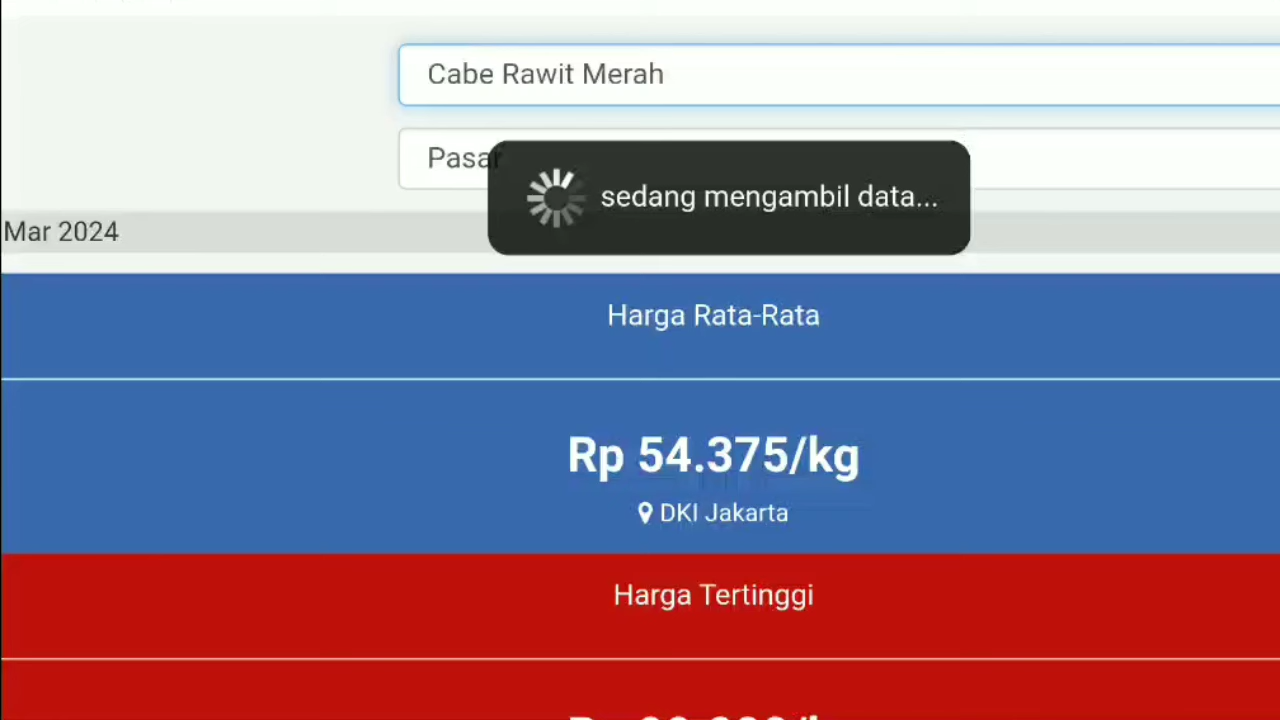 Cabe Rawit Merah
Pasar
sedang mengambil data...
Mar 2024
Harga Rata-Rata
Rp 54.375/kg
DKI Jakarta
Harga Tertinggi